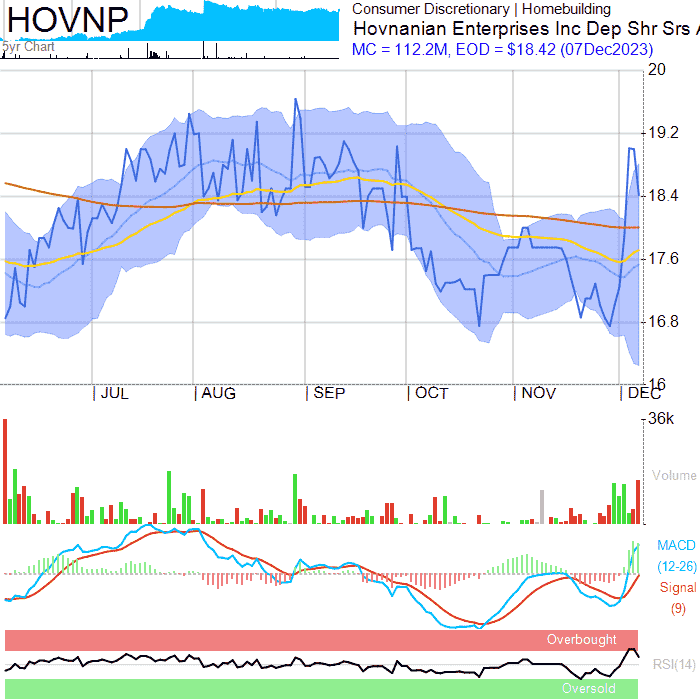 HOVNP
5yr Chart
Consumer Discretionary | Homebuilding
Hovnanian Enterprises Inc Dep Shr Srs A
MC = 112.2M, EOD = $18.42 (07Dec2023)
20
19.2
18.4
17.6
16.8
16
JUL AUG SEP OCT NOV DEC
36k
Volume
MACD
(12-26)
Signal
(9)
Overbought
RSI(14)
Oversold